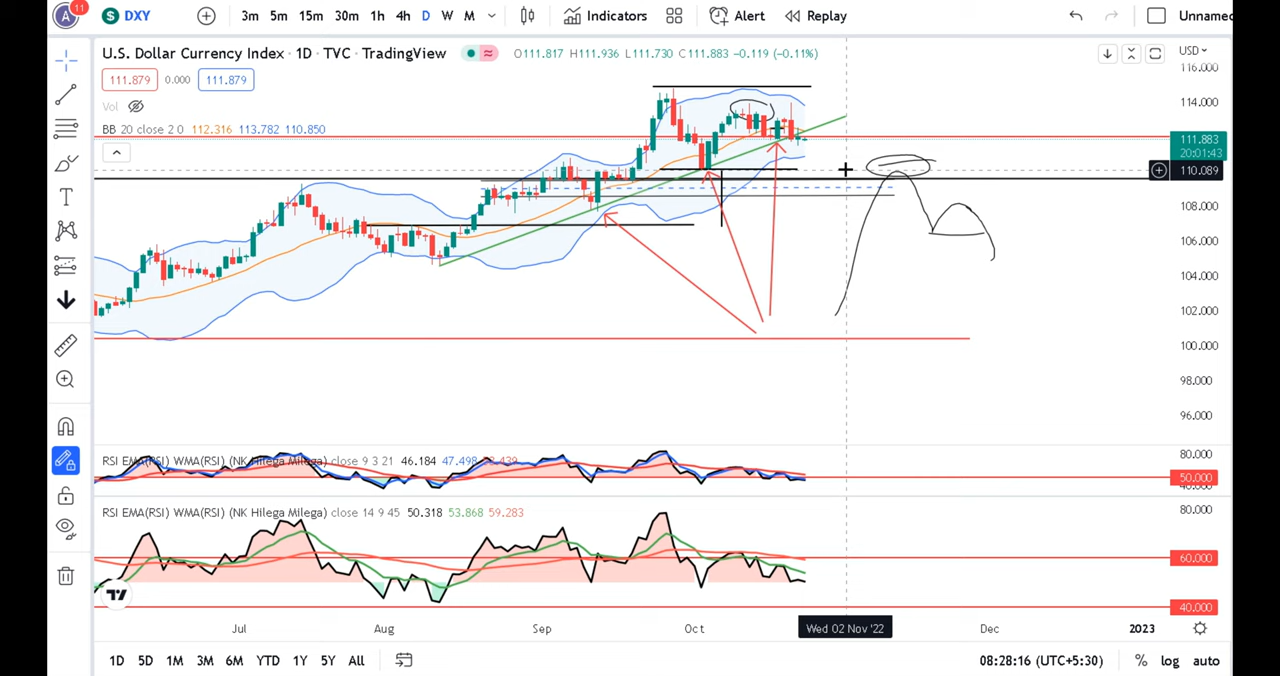 A 11 S DXY 3m 5m 15m 30m 1h 4h D W M Indicators Alert Replay Unnamed
U.S. Dollar Currency Index · 1D · TVC · TradingView O111.817 H111.936 L111.730 C111.883 −0.119 (−0.11%) USD
111.879 0.000 111.879
Vol
BB 20 close 2 0 112.316 113.782 110.850
116.000
114.000
111.883
20:01:43
110.089
108.000
106.000
104.000
102.000
100.000
98.000
96.000
RSI EMA(RSI) WMA(RSI) (NK Hilega Milega) close 9 3 21 46.184 47.498
80.000
50.000
RSI EMA(RSI) WMA(RSI) (NK Hilega Milega) close 14 9 45 50.318 53.868 59.283
80.000
60.000
40.000
Jul Aug Sep Oct Wed 02 Nov '22 Dec 2023
1D 5D 1M 3M 6M YTD 1Y 5Y All 08:28:16 (UTC+5:30) % log auto